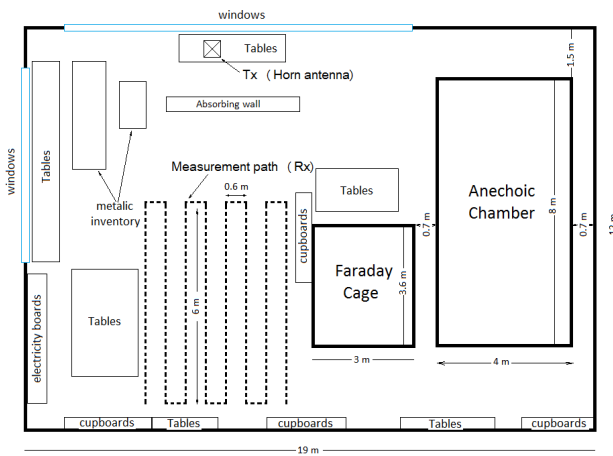 windows
Tables
Tx （Horn antenna）
1.5 m
Absorbing wall
windows
Tables
Measurement path （Rx）
0.6 m
metalic
inventory
Tables
cupboards
Anechoic
Chamber
8 m
0.7 m
0.7 m
12 m
Faraday
Cage
3.6 m
6 m
electricity boards
Tables
3 m
4 m
cupboards
Tables
cupboards
Tables
cupboards
19 m